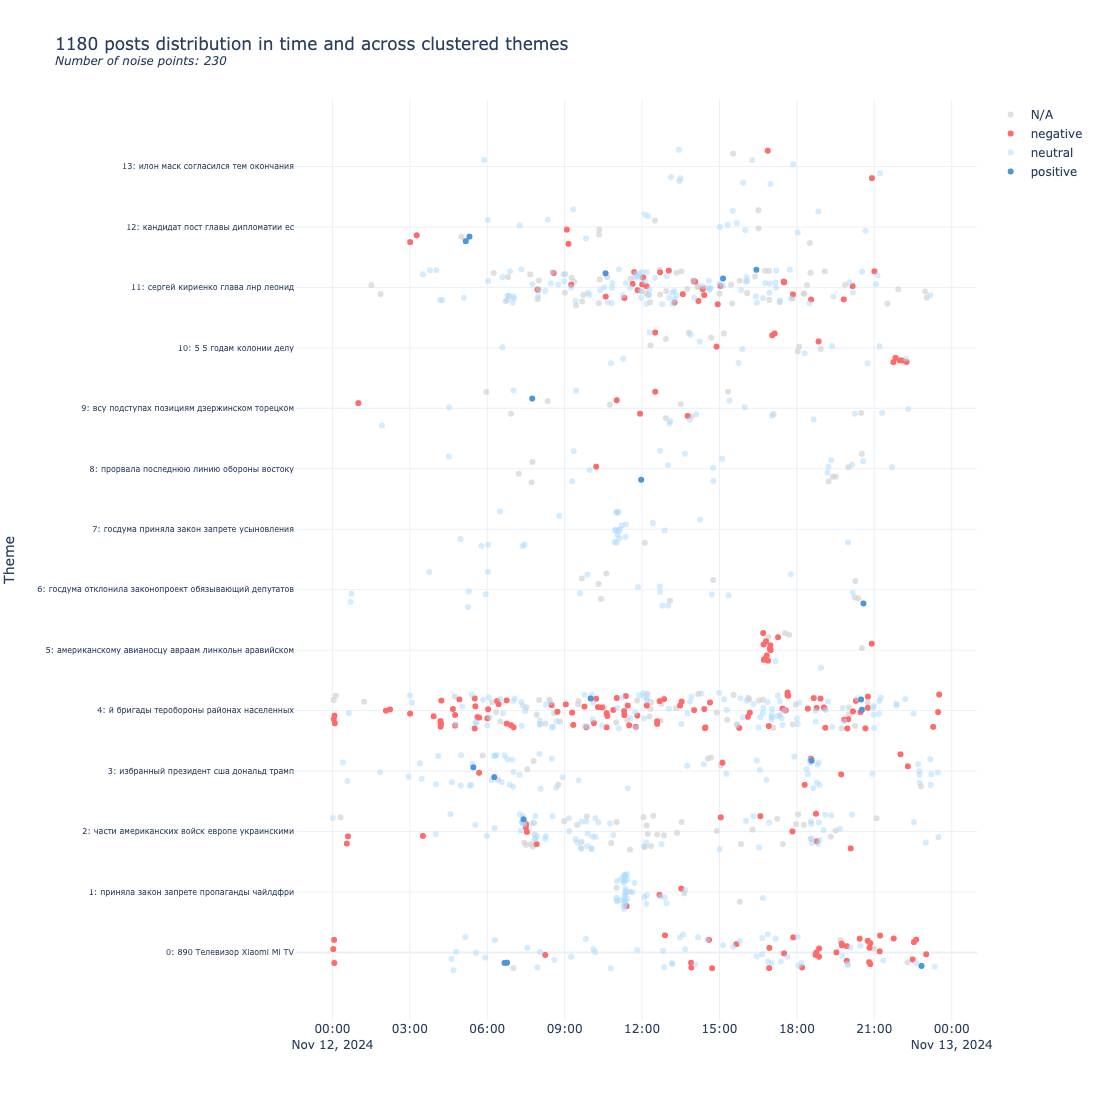 1180 posts distribution in time and across clustered themes
Number of noise points: 230
N/A
negative
neutral
positive
Theme
13: илон маск согласился тем окончания
12: кандидат пост главы дипломатии ес
11: сергей кириенко глава лнр леонид
10: 5 5 годам колонии делу
9: всу подступах позициям дзержинском торецком
8: прорвала последнюю линию обороны востоку
7: госдума приняла закон запрете усыновления
6: госдума отклонила законопроект обязывающий депутатов
5: американскому авианосцу авраам линкольн аравийском
4: й бригады теробороны районах населенных
3: избранный президент сша дональд трамп
2: части американских войск европе украинскими
1: приняла закон запрете пропаганды чайлдфри
0: 890 Телевизор Xiaomi MI TV
00:00 03:00 06:00 09:00 12:00 15:00 18:00 21:00 00:00
Nov 12, 2024 Nov 13, 2024